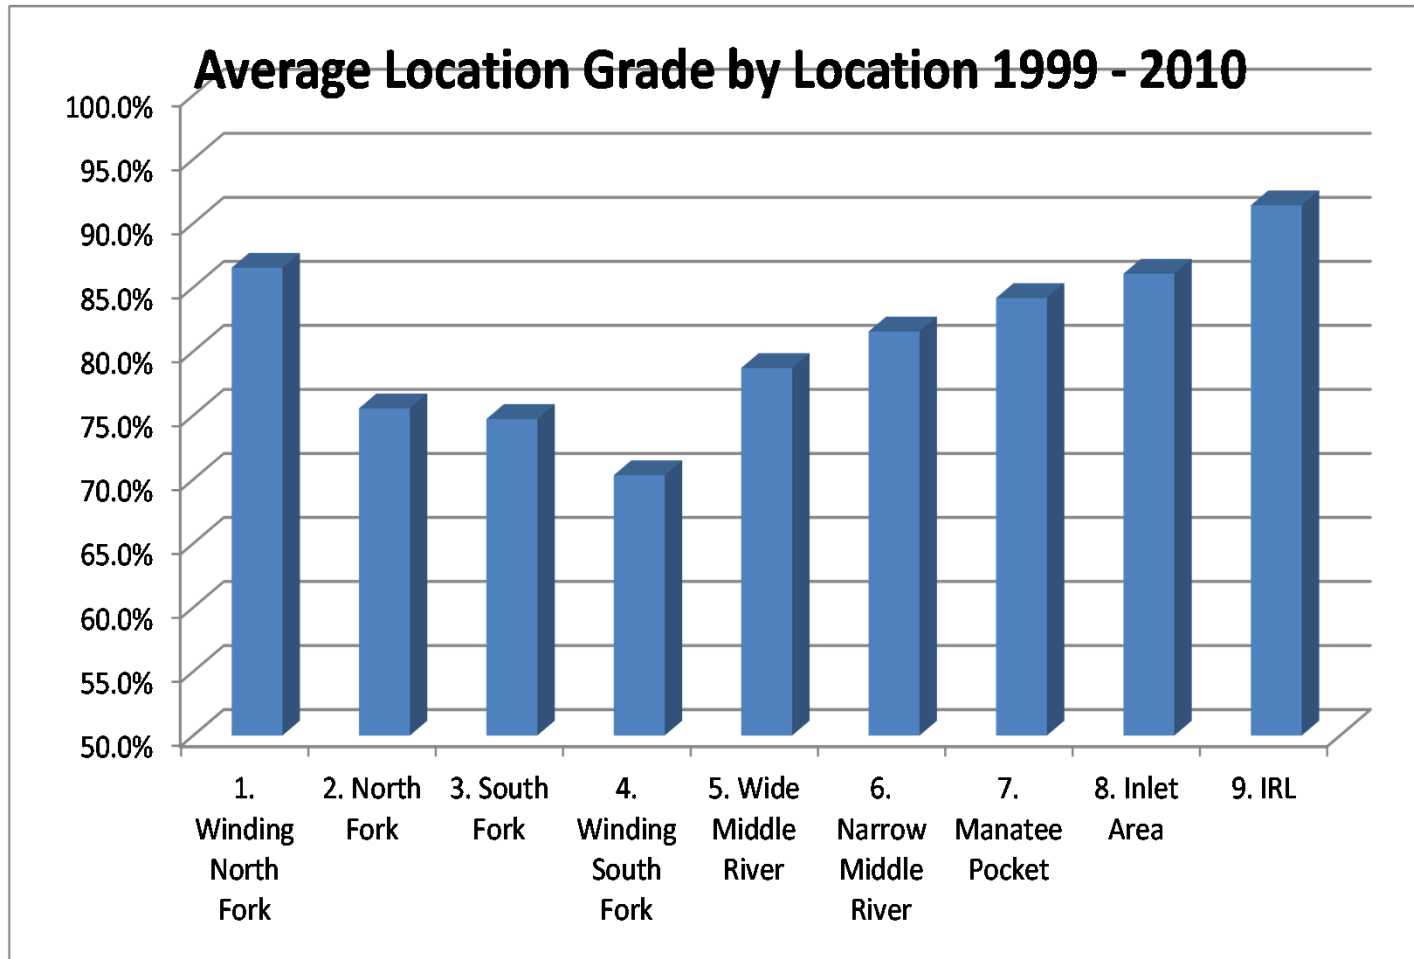 Average Location Grade by Location 1999 - 2010
100.0%
95.0%
90.0%
85.0%
80.0%
75.0%
70.0%
65.0%
60.0%
55.0%
50.0%
1.
Winding
North
Fork
2. North
Fork
3. South
Fork
4.
Winding
South
Fork
5. Wide
Middle
River
6.
Narrow
Middle
River
7.
Manatee
Pocket
8. Inlet
Area
9. IRL